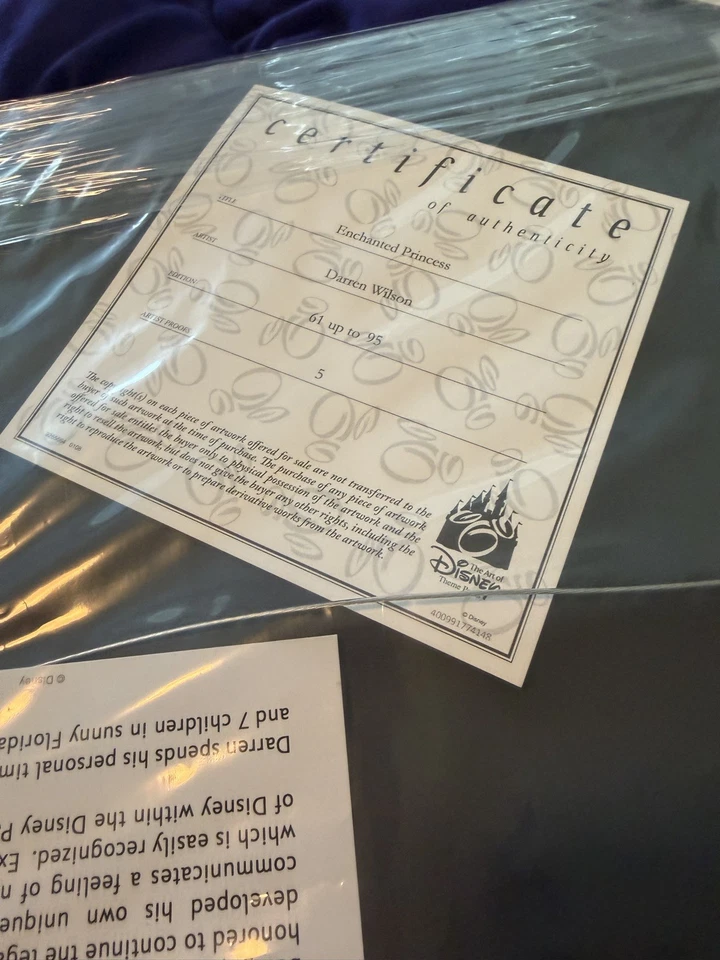 certificate
of authenticity
TITLE
Enchanted Princess
ARTIST
Darren Wilson
EDITION
61 up to 95
ARTIST PROOFS
5
The copyright(s) on each piece of artwork offered for sale are not transferred to the
buyer of such artwork at the time of purchase. The purchase of any piece of artwork
offered for sale entitles the buyer only to physical possession of the artwork and the
right to resell the artwork, but does not give the buyer any other rights, including the
right to reproduce the artwork or to prepare derivative works from the artwork.
The Art of
DISNEY
Theme
© Disney
400991774148
honored to continue the
developed his own
communicates a feeling of
which is easily recognized.
of Disney within the Disney
Darren spends his personal
and 7 children in sunny Florida
© Disney